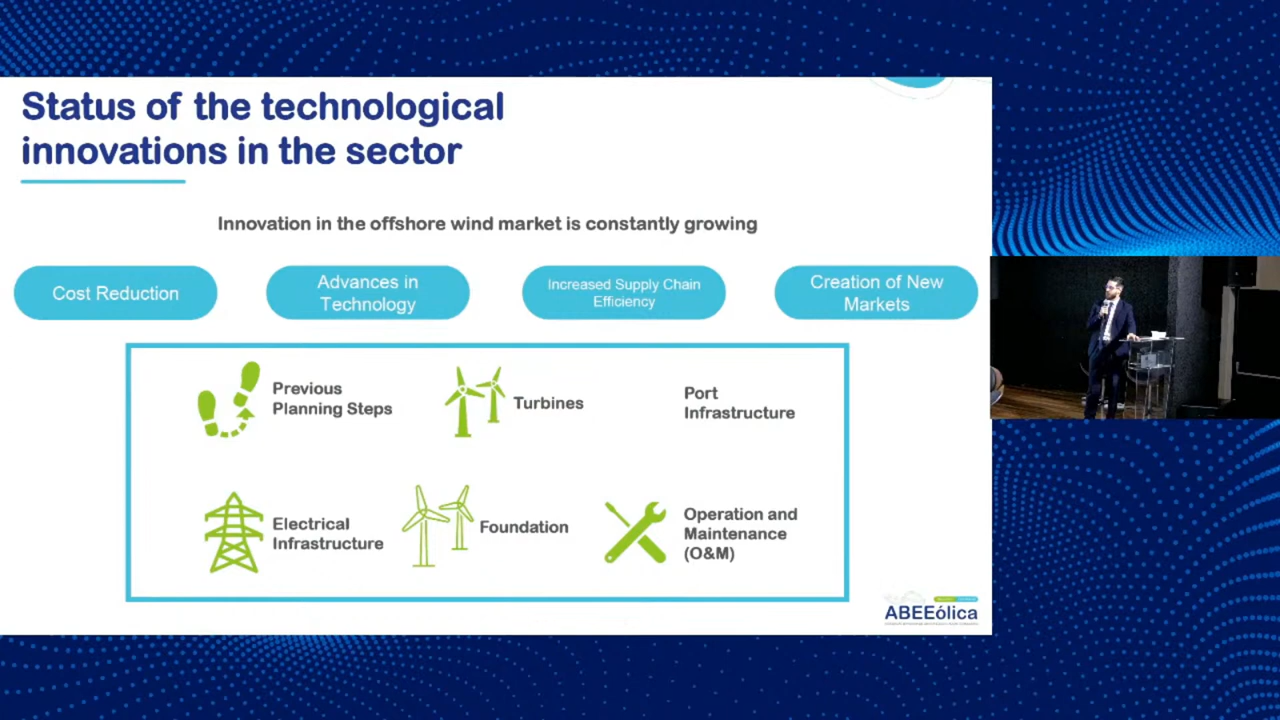 Status of the technological
innovations in the sector
Innovation in the offshore wind market is constantly growing
Cost Reduction
Advances in
Technology
Increased Supply Chain
Efficiency
Creation of New
Markets
Previous
Planning Steps
Turbines
Port
Infrastructure
Electrical
Infrastructure
Foundation
Operation and
Maintenance
(O&M)
ABEEólica